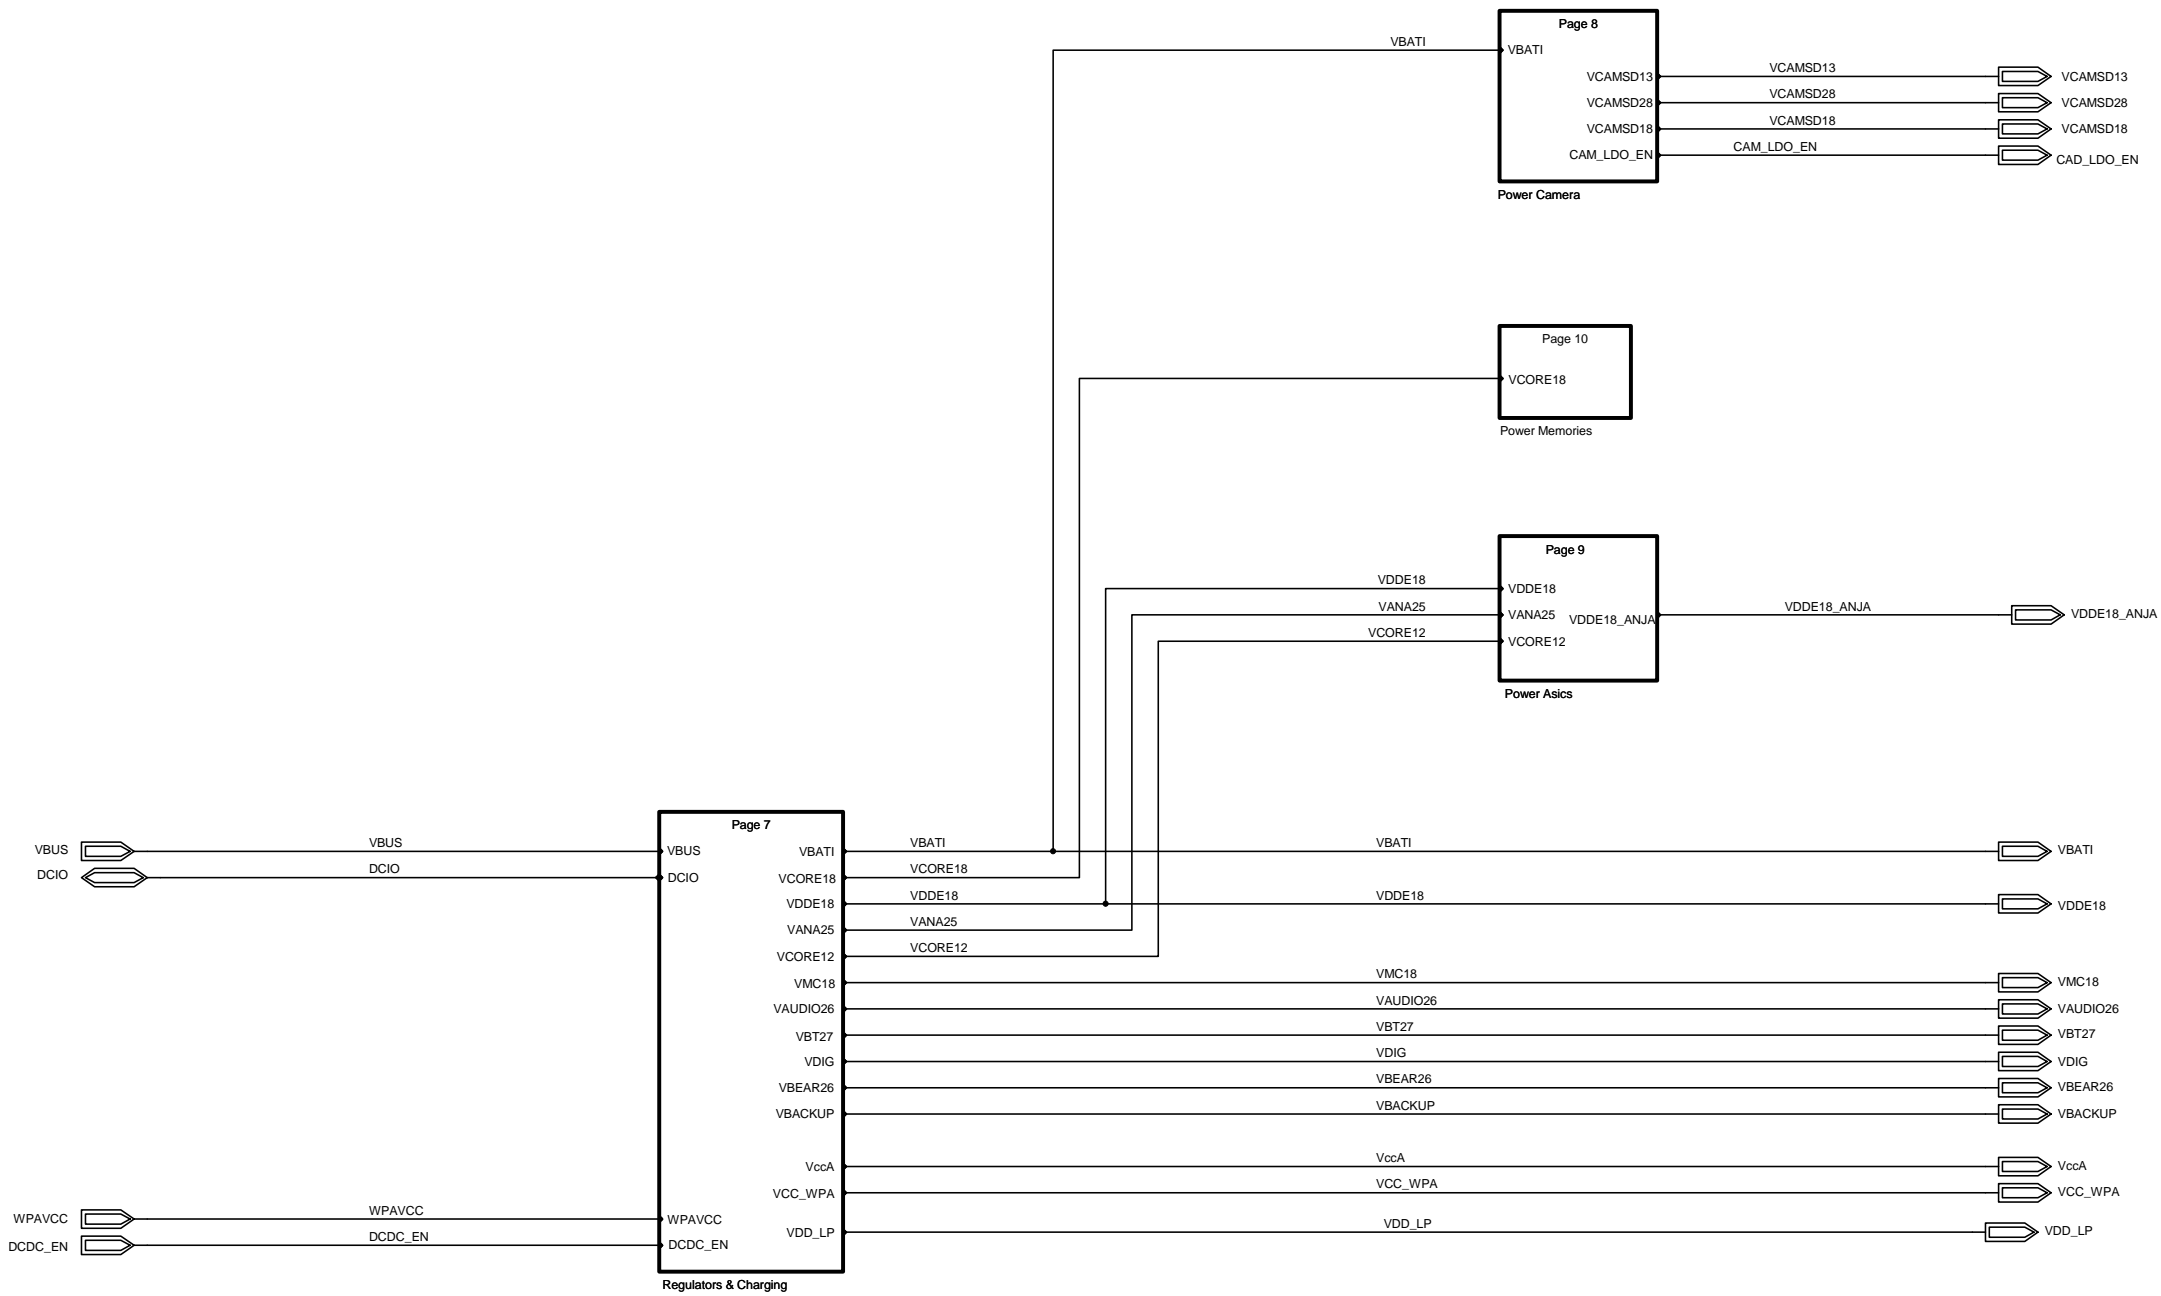 Page 8
VBATI
VBATI
VCAMSD13
VCAMSD13
VCAMSD13
VCAMSD28
VCAMSD28
VCAMSD28
VCAMSD18
VCAMSD18
VCAMSD18
CAM_LDO_EN
CAM_LDO_EN
CAD_LDO_EN
Power Camera
Page 10
VCORE18
Power Memories
Page 9
VDDE18
VDDE18
VANA25
VANA25
VDDE18_ANJA
VDDE18_ANJA
VDDE18_ANJA
VCORE12
VCORE12
Power Asics
Page 7
VBUS
VBUS
VBUS
VBATI
VBATI
VBATI
VBATI
DCIO
DCIO
DCIO
VCORE18
VCORE18
VDDE18
VDDE18
VDDE18
VDDE18
VANA25
VANA25
VCORE12
VCORE12
VMC18
VMC18
VMC18
VAUDIO26
VAUDIO26
VAUDIO26
VBT27
VBT27
VBT27
VDIG
VDIG
VDIG
VBEAR26
VBEAR26
VBEAR26
VBACKUP
VBACKUP
VBACKUP
VccA
VccA
VccA
VCC_WPA
VCC_WPA
VCC_WPA
WPAVCC
WPAVCC
WPAVCC
VDD_LP
VDD_LP
VDD_LP
DCDC_EN
DCDC_EN
DCDC_EN
Regulators & Charging